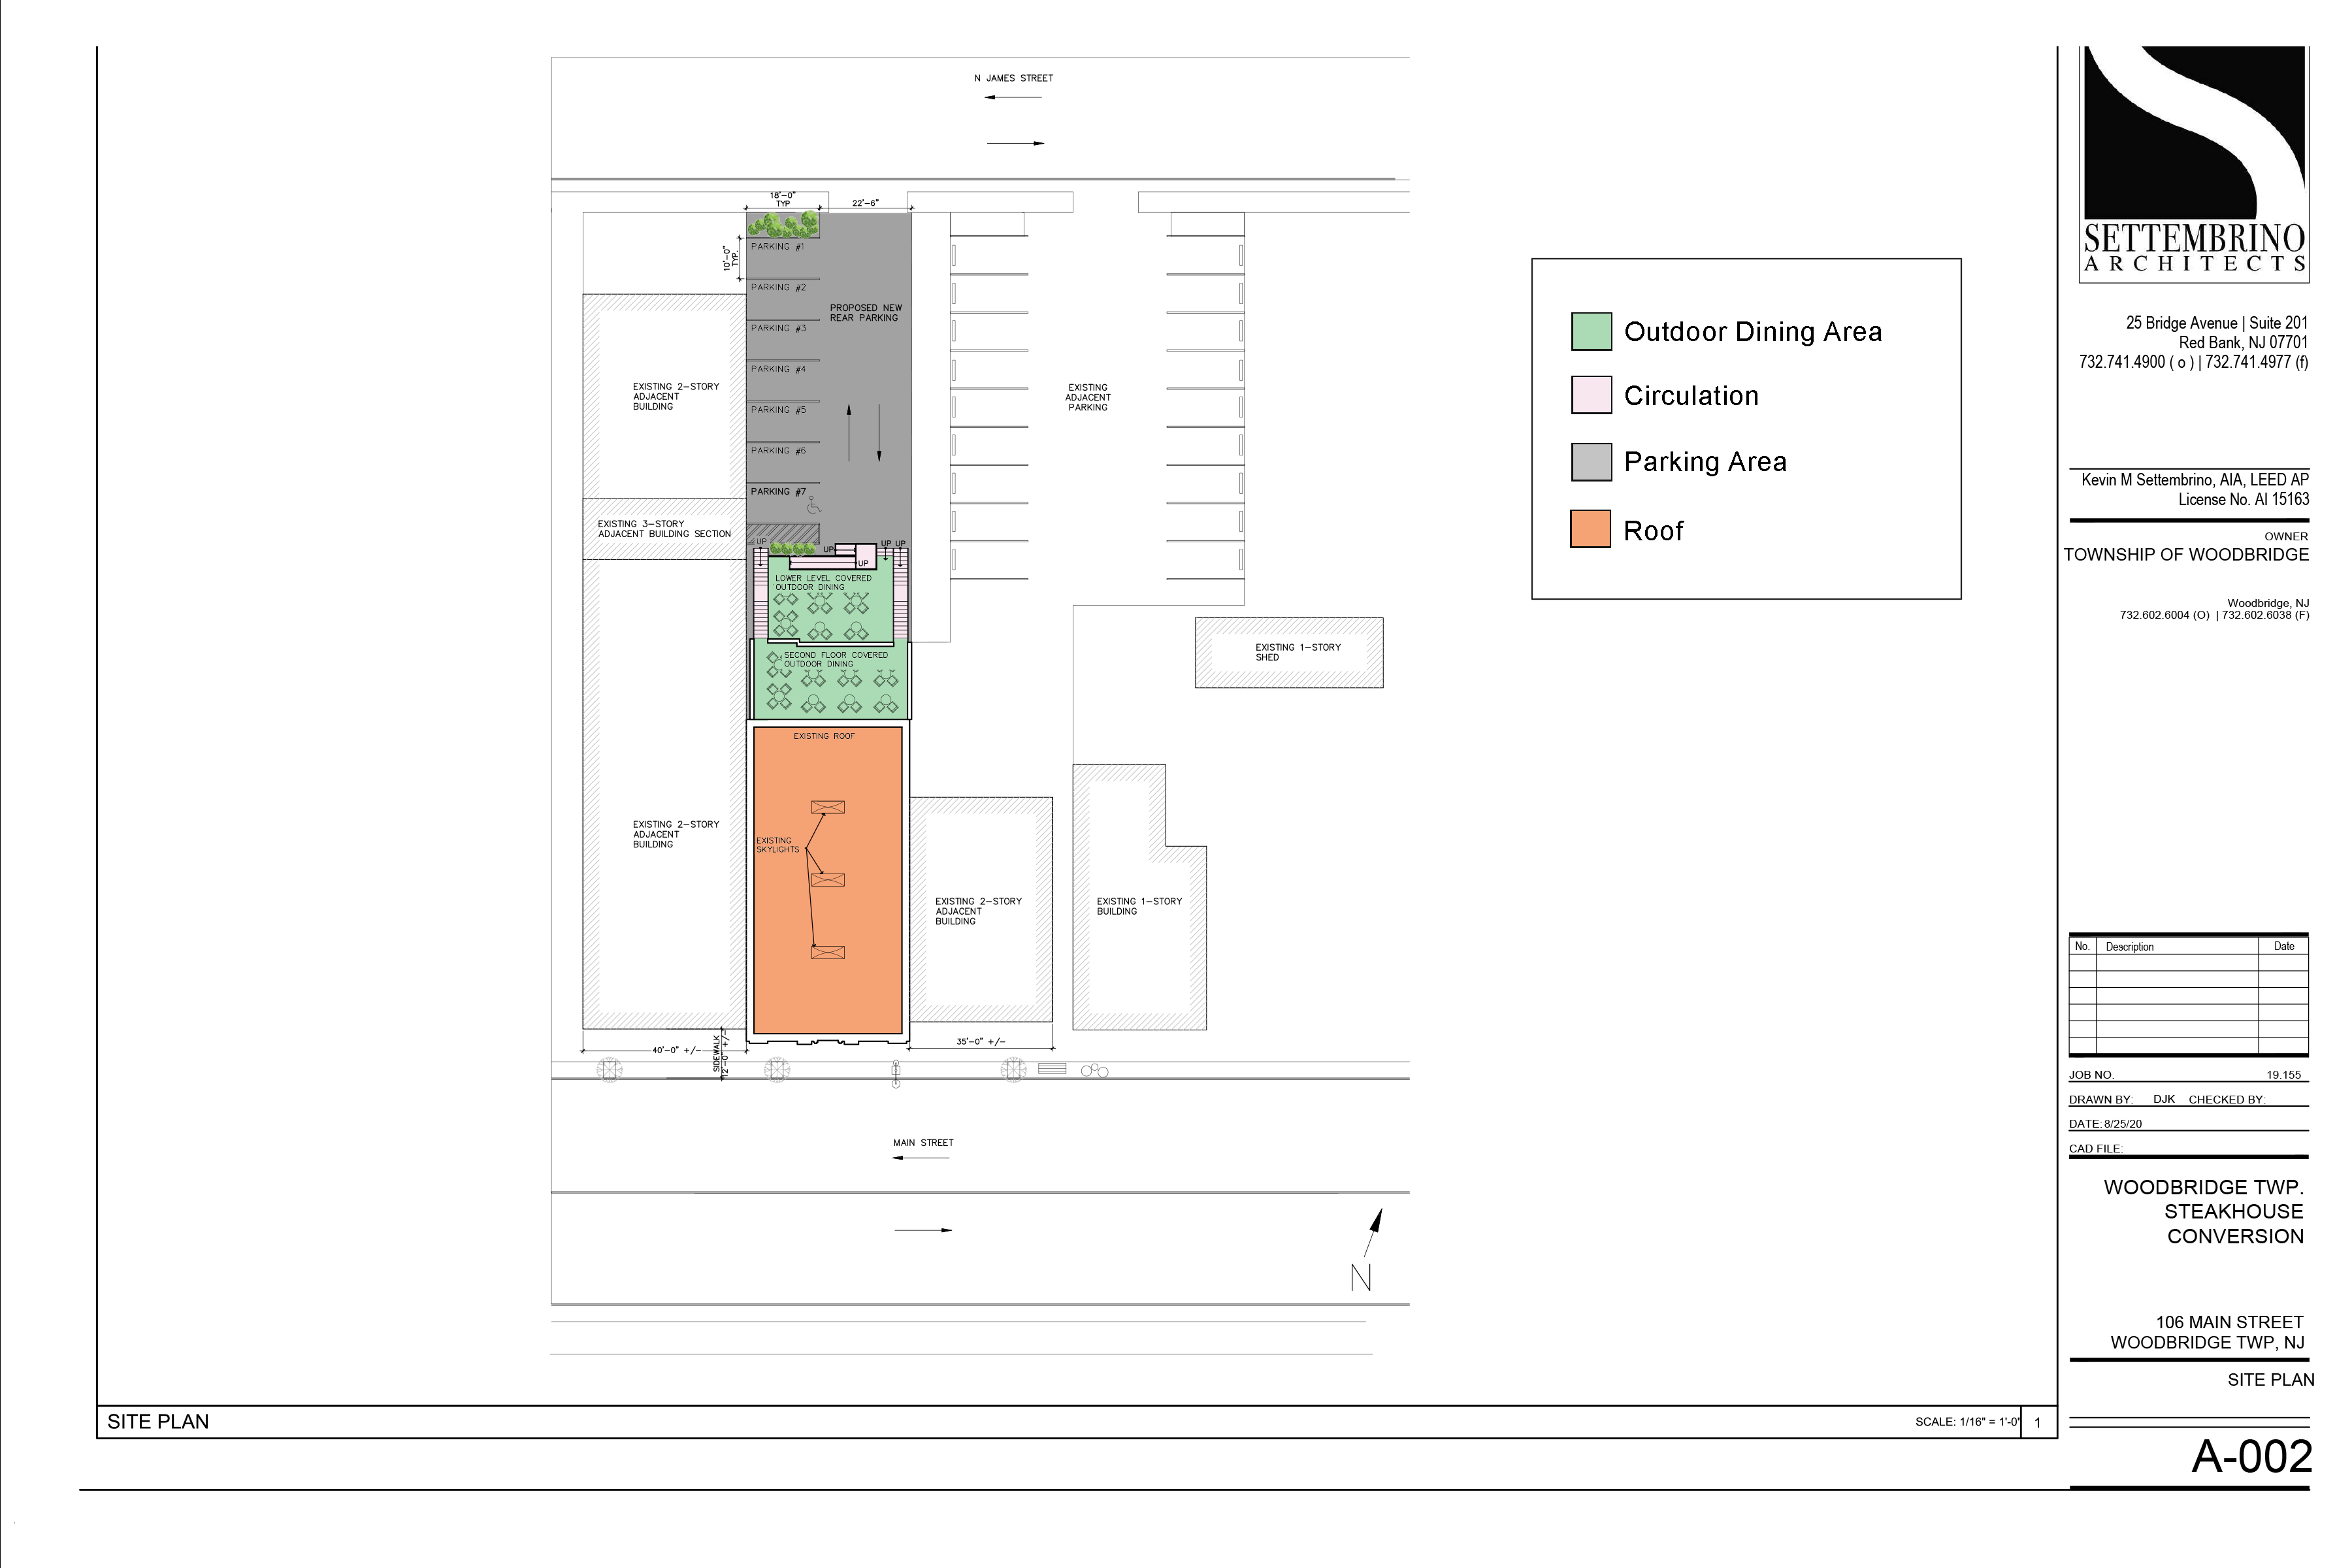 N JAMES STREET
18'-0"
TYP
22'-6"
10'-0"
TYP.
PARKING #1
PARKING #2
PROPOSED NEW
REAR PARKING
PARKING #3
PARKING #4
PARKING #5
PARKING #6
PARKING #7
EXISTING 2-STORY
ADJACENT
BUILDING
EXISTING
ADJACENT
PARKING
EXISTING 3-STORY
ADJACENT BUILDING SECTION
UP
UP
UP UP
UP
LOWER LEVEL COVERED
OUTDOOR DINING
SECOND FLOOR COVERED
OUTDOOR DINING
EXISTING 1-STORY
SHED
EXISTING ROOF
EXISTING
SKYLIGHTS
EXISTING 2-STORY
ADJACENT
BUILDING
EXISTING 2-STORY
ADJACENT
BUILDING
EXISTING 1-STORY
BUILDING
40'-0" +/-
SIDEWALK
12'-0" +/-
35'-0" +/-
MAIN STREET
N
Outdoor Dining Area
Circulation
Parking Area
Roof
SITE PLAN
SCALE: 1/16" = 1'-0"
1
SETTEMBRINO
ARCHITECTS
25 Bridge Avenue | Suite 201
Red Bank, NJ 07701
732.741.4900 ( o ) | 732.741.4977 (f)
Kevin M Settembrino, AIA, LEED AP
License No. AI 15163
OWNER
TOWNSHIP OF WOODBRIDGE
Woodbridge, NJ
732.602.6004 (O) | 732.602.6038 (F)
No. Description Date
JOB NO. 19.155
DRAWN BY: DJK CHECKED BY:
DATE: 8/25/20
CAD FILE:
WOODBRIDGE TWP.
STEAKHOUSE
CONVERSION
106 MAIN STREET
WOODBRIDGE TWP, NJ
SITE PLAN
A-002